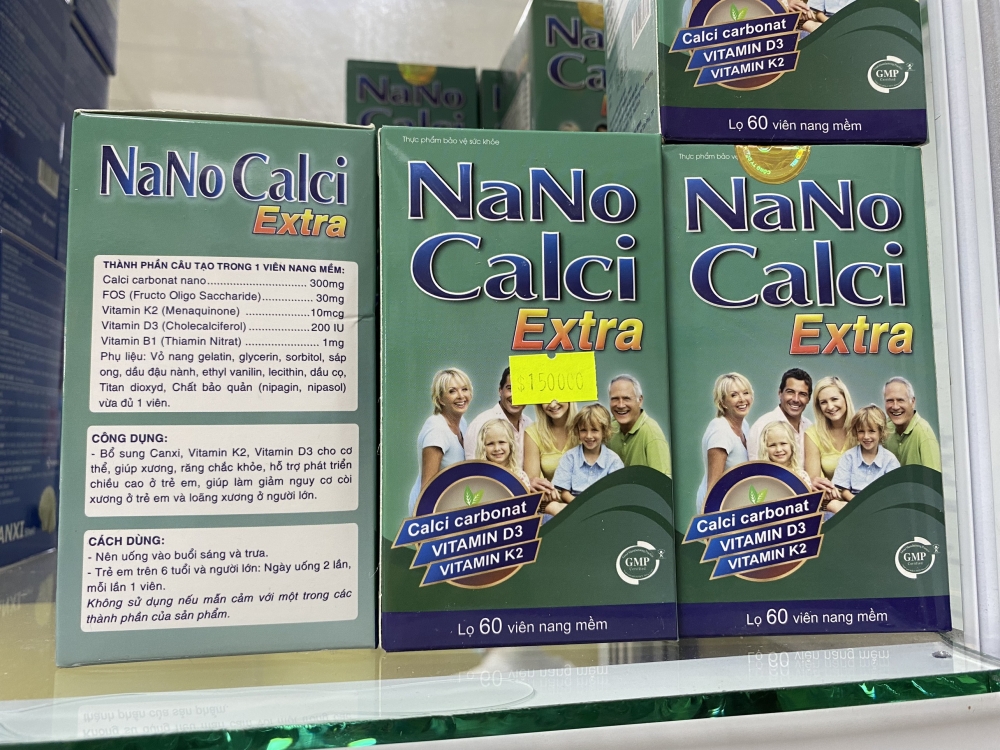 NaNo
Ca
NaNo
Calci
Calci carbonat
VITAMIN D3
VITAMIN K2
GMP
Lọ 60 viên nang mềm
NaNo Calci
Extra
THÀNH PHẦN CẤU TẠO TRONG 1 VIÊN NANG MỀM:
Calci carbonat nano.............................300mg
FOS (Fructo Oligo Saccharide)...............30mg
Vitamin K2 (Menaquinone) ...................10mcg
Vitamin D3 (Cholecalciferol)..................200 IU
Vitamin B1 (Thiamin Nitrat) ......................1mg
Phụ liệu: Vỏ nang gelatin, glycerin, sorbitol, sáp
ong, dầu đậu nành, ethyl vanilin, lecithin, dầu cọ,
Titan dioxyd, Chất bảo quản (nipagin, nipasol)
vừa đủ 1 viên.
CÔNG DỤNG:
- Bổ sung Canxi, Vitamin K2, Vitamin D3 cho cơ
thể, giúp xương, răng chắc khỏe, hỗ trợ phát triển
chiều cao ở trẻ em, giúp làm giảm nguy cơ còi
xương ở trẻ em và loãng xương ở người lớn.
CÁCH DÙNG:
- Nên uống vào buổi sáng và trưa.
- Trẻ em trên 6 tuổi và người lớn: Ngày uống 2 lần,
mỗi lần 1 viên.
Không sử dụng nếu mẫn cảm với một trong các
thành phần của sản phẩm.
Thực phẩm bảo vệ sức khỏe
NaNo
Calci
Extra
$150000
Calci carbonat
VITAMIN D3
VITAMIN K2
GMP
Lọ 60 viên nang mềm
Thực phẩm bảo v
NaNo
Calci
Extra
Calci carbonat
VITAMIN D3
VITAMIN K2
GMP
Lọ 60 viên nang mềm
ANXI